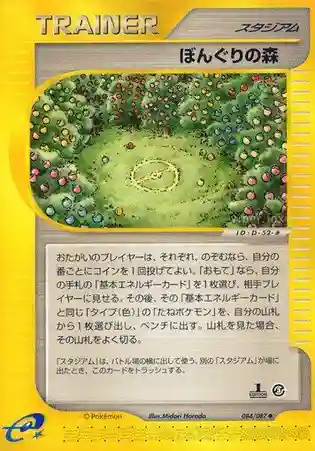 TRAINER
スタジアム
ぼんぐりの森
ID:D-52-#
おたがいのプレイヤーは、それぞれ、のぞむなら、自分の
番ごとにコインを1回投げてよい。「おもて」なら、自分
の手札の「基本エネルギーカード」を1枚選び、相手プレイ
ヤーに見せる。その後、その「基本エネルギーカード」
と同じ「タイプ(色)」の「たねポケモン」を、自分の山札
から1枚選び出し、ベンチに出す。山札を見た場合、
その山札をよく切る。
「スタジアム」は、バトル場の横に出して使う。別の「スタジアム」が場
に出たとき、このカードをトラッシュする。
1
EDITION
©Pokémon
Illus.Midori Harada
084/087
e